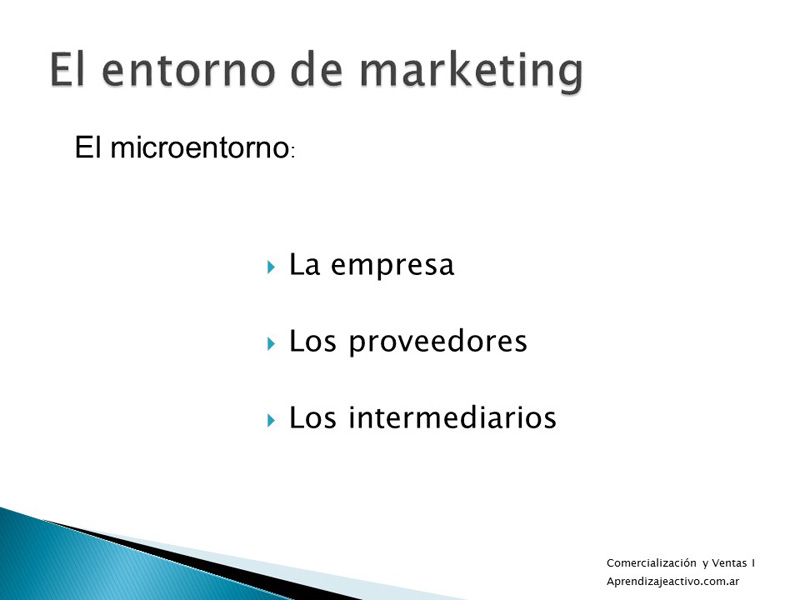 El entorno de marketing
El microentorno:
La empresa
Los proveedores
Los intermediarios
Comercialización y Ventas I
Aprendizajeactivo.com.ar